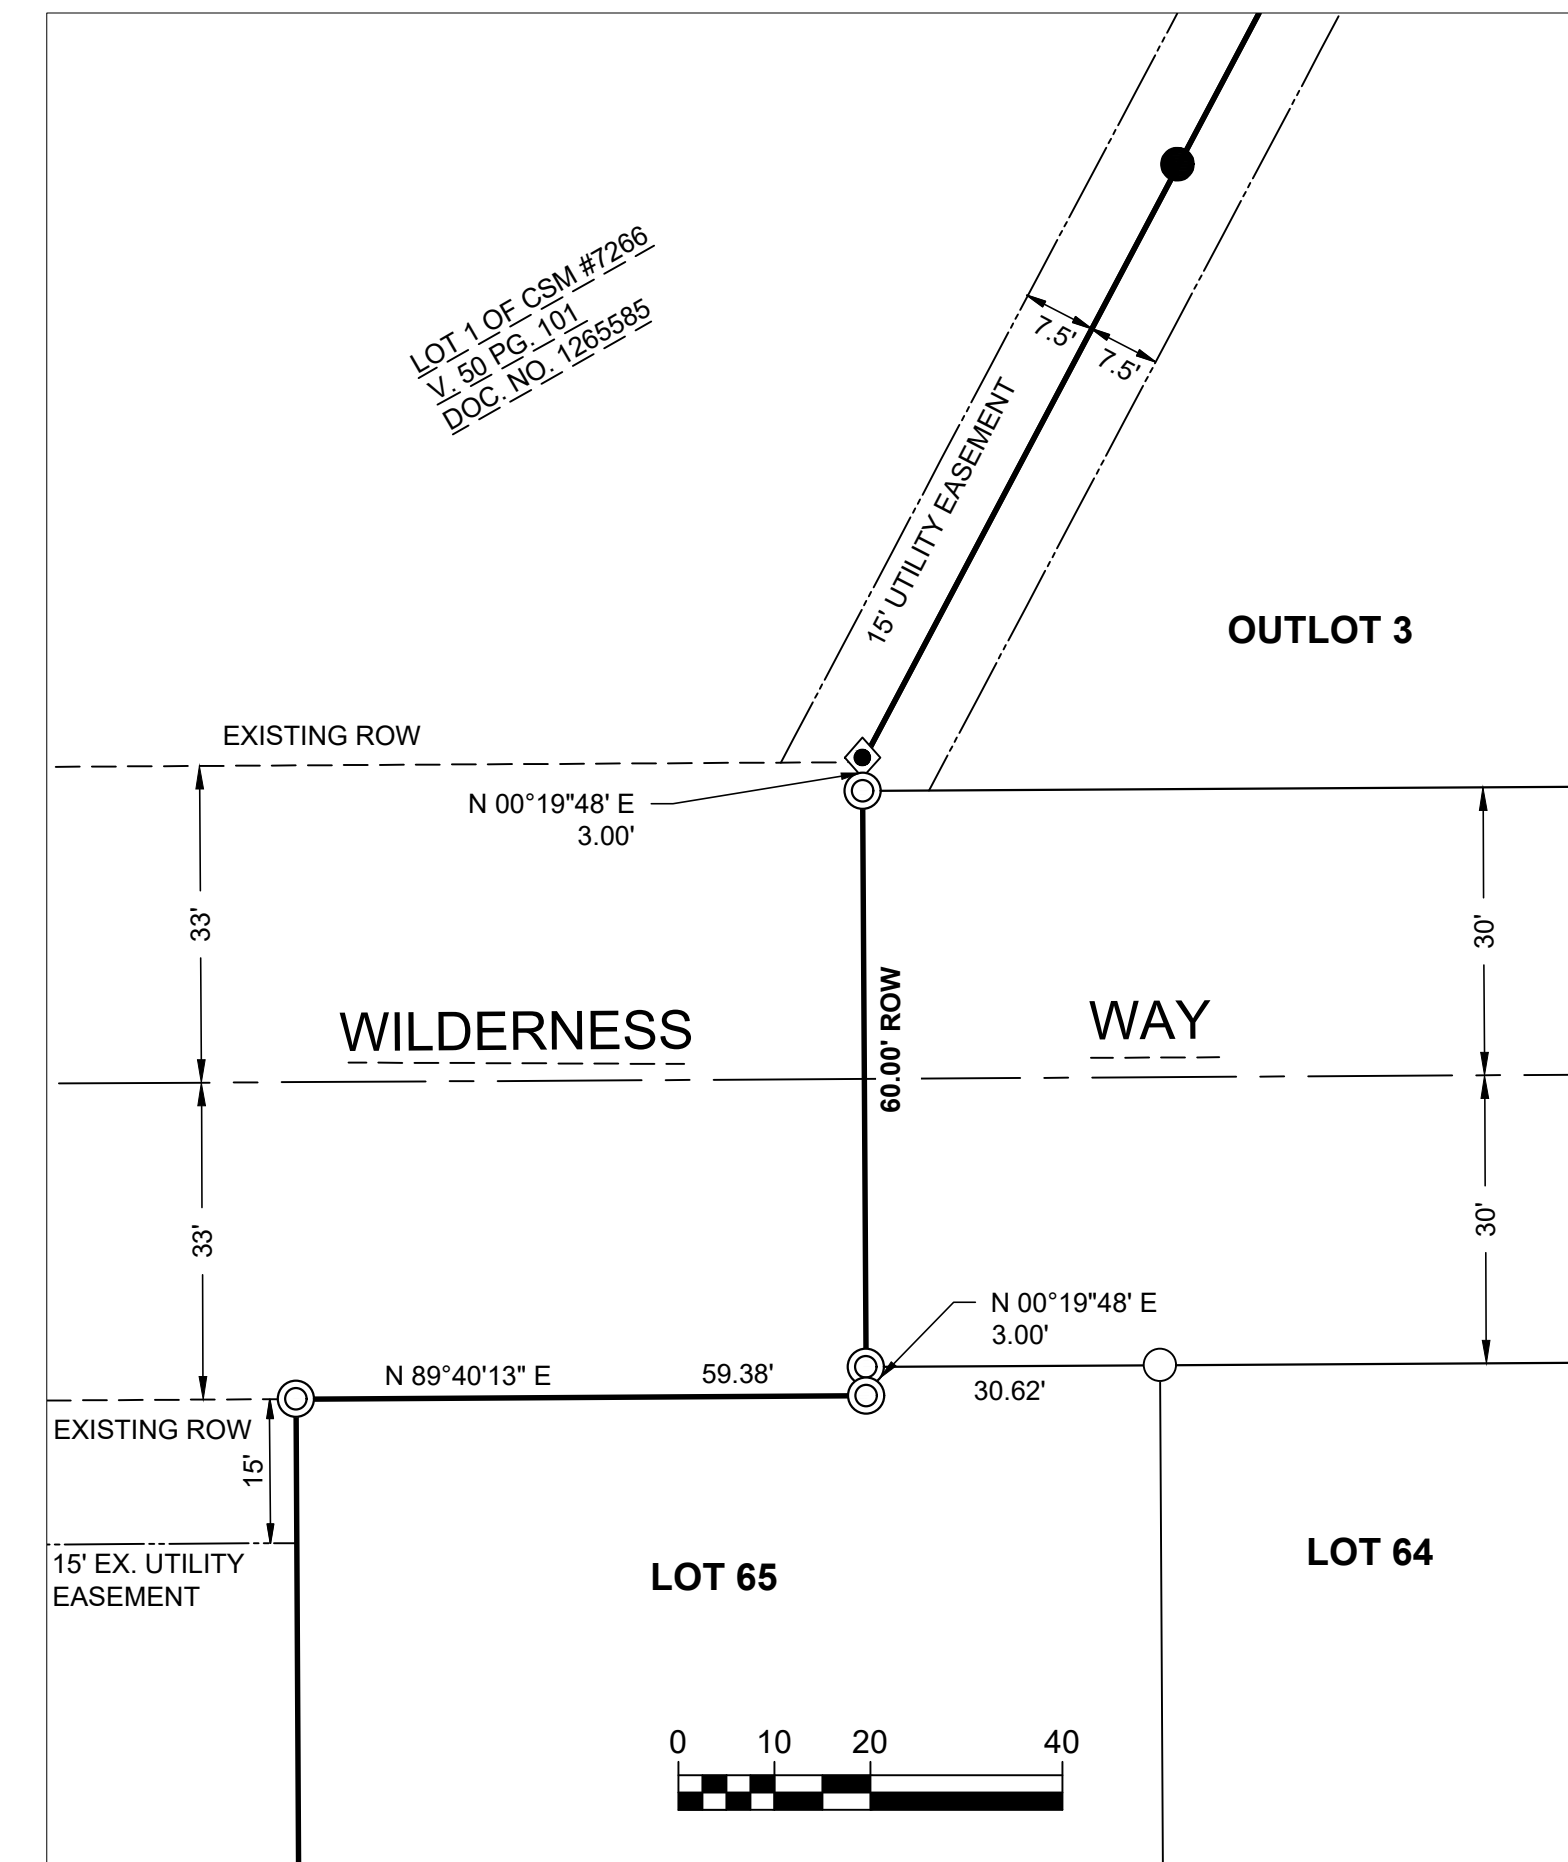 LOT 1 OF CSM #7266
V. 50 PG. 101
DOC. NO. 1265585
7.5'
7.5'
15' UTILITY EASEMENT
OUTLOT 3
EXISTING ROW
N 00°19"48' E
3.00'
33'
30'
WILDERNESS
WAY
60.00' ROW
33'
30'
N 00°19"48' E
3.00'
N 89°40'13" E
59.38'
30.62'
EXISTING ROW
15'
15' EX. UTILITY
EASEMENT
LOT 65
LOT 64
0 10 20 40